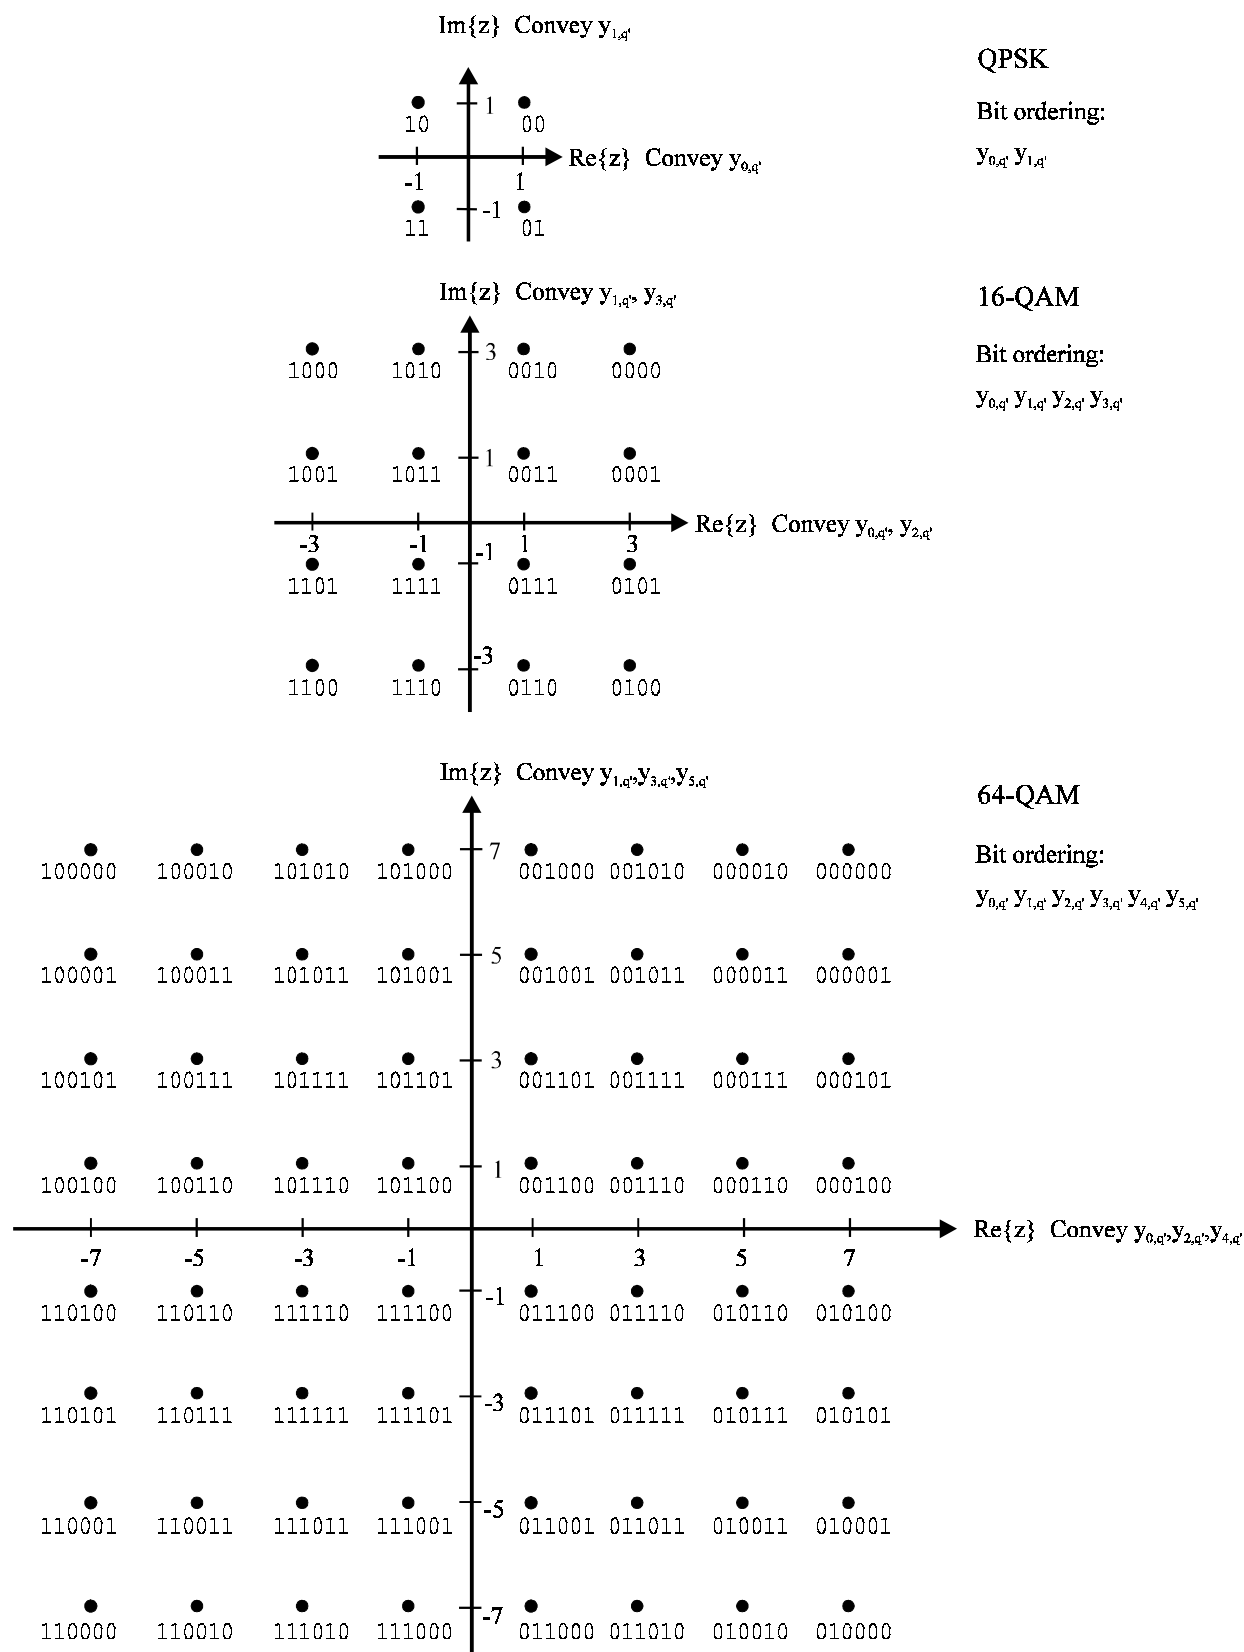 Im{z} Convey y1,q'
QPSK
Bit ordering:
y0,q' y1,q'
1
10 00
Re{z} Convey y0,q'
-1 1
-1
11 01
Im{z} Convey y1,q', y3,q'
16-QAM
Bit ordering:
y0,q' y1,q' y2,q' y3,q'
3
1000 1010 0010 0000
1
1001 1011 0011 0001
Re{z} Convey y0,q', y2,q'
-3 -1 1 3
-1
1101 1111 0111 0101
-3
1100 1110 0110 0100
Im{z} Convey y1,q',y3,q',y5,q'
64-QAM
Bit ordering:
y0,q' y1,q' y2,q' y3,q' y4,q' y5,q'
7
100000 100010 101010 101000 001000 001010 000010 000000
5
100001 100011 101011 101001 001001 001011 000011 000001
3
100101 100111 101111 101101 001101 001111 000111 000101
1
100100 100110 101110 101100 001100 001110 000110 000100
Re{z} Convey y0,q',y2,q',y4,q'
-7 -5 -3 -1 1 3 5 7
-1
110100 110110 111110 111100 011100 011110 010110 010100
-3
110101 110111 111111 111101 011101 011111 010111 010101
-5
110001 110011 111011 111001 011001 011011 010011 010001
-7
110000 110010 111010 111000 011000 011010 010010 010000